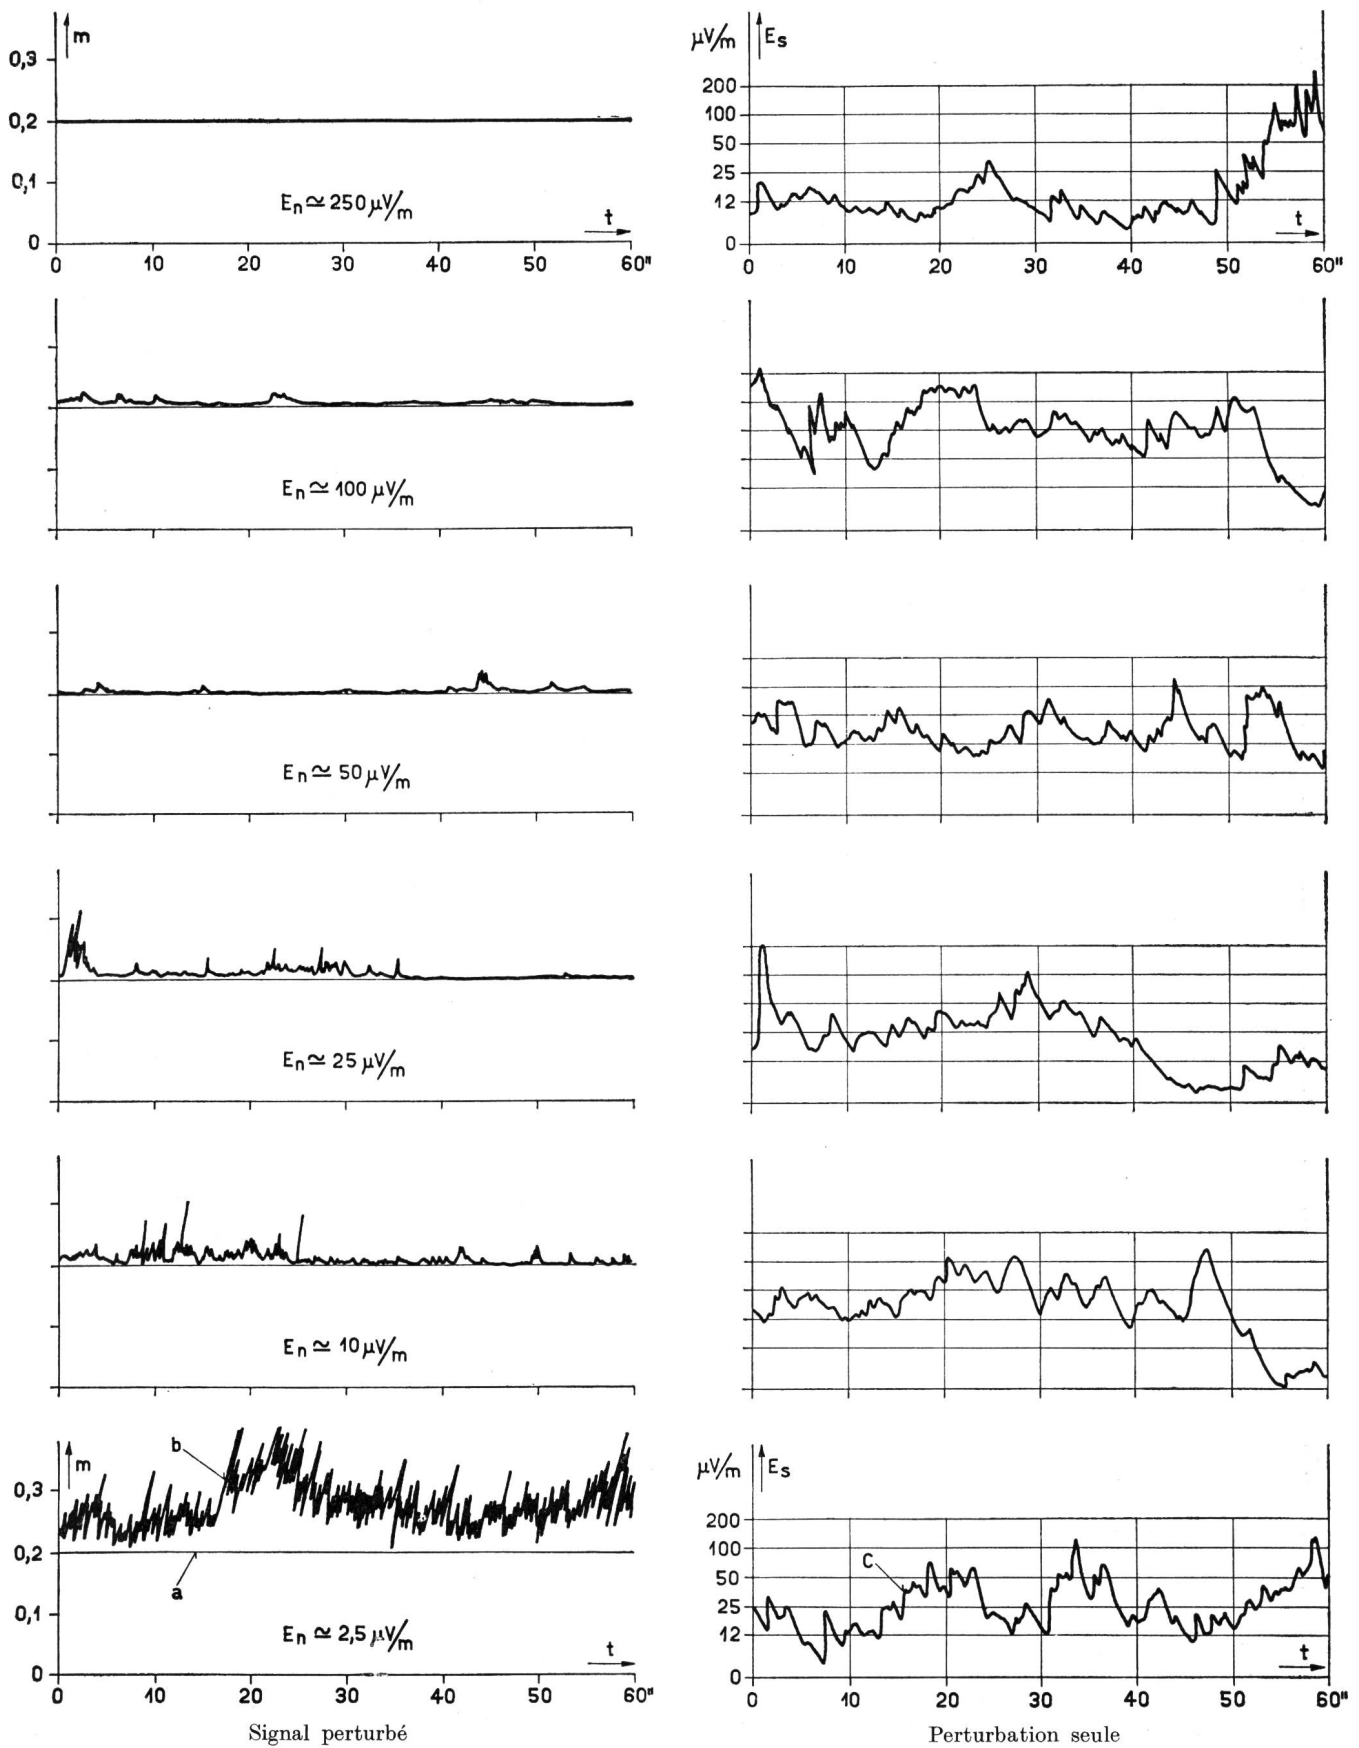 m
0,3
0,2
0,1
0
En ≃ 250 µV/m
t
0 10 20 30 40 50 60"
µV/m Es
200
100
50
25
12
0
t
0 10 20 30 40 50 60"
En ≃ 100 µV/m
En ≃ 50 µV/m
En ≃ 25 µV/m
En ≃ 10 µV/m
m
b
0,3
0,2
a
0,1
0
En ≃ 2,5 µV/m
t
0 10 20 30 40 50 60"
Signal perturbé
µV/m Es
200
100
C
50
25
12
0
t
0 10 20 30 40 50 60"
Perturbation seule